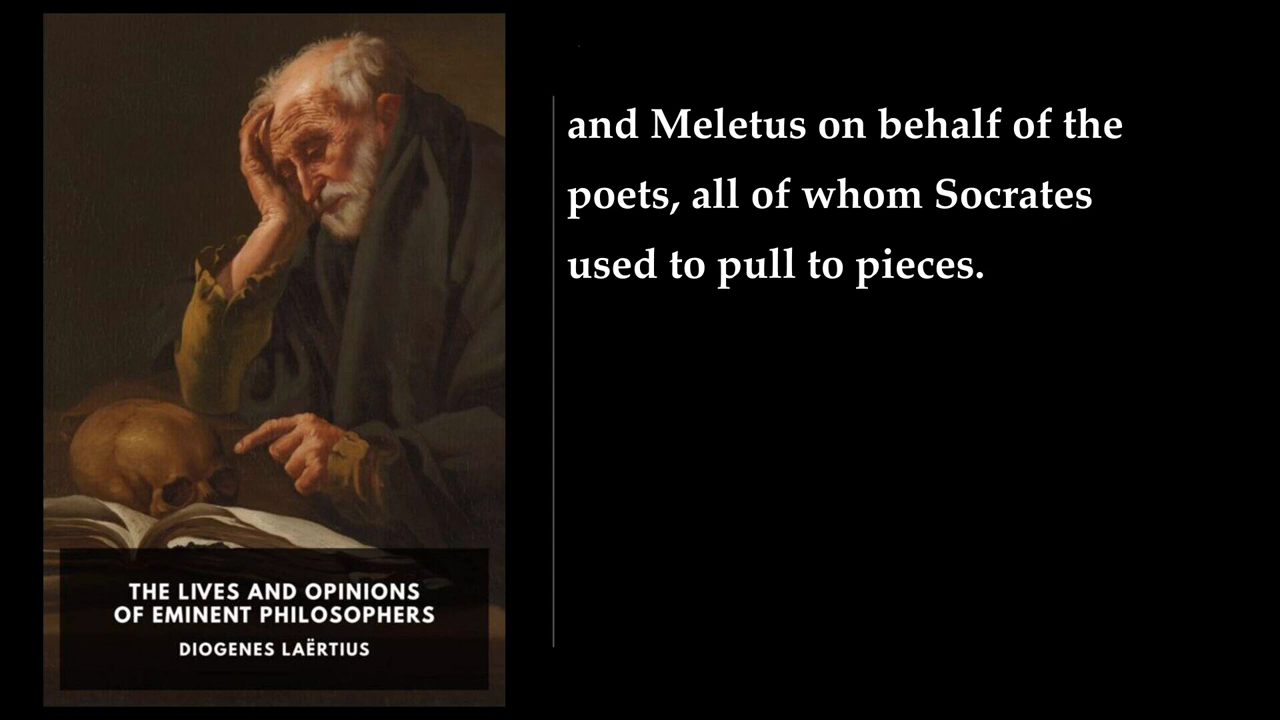 and Meletus on behalf of the
poets, all of whom Socrates
used to pull to pieces.
THE LIVES AND OPINIONS
OF EMINENT PHILOSOPHERS
DIOGENES LAËRTIUS